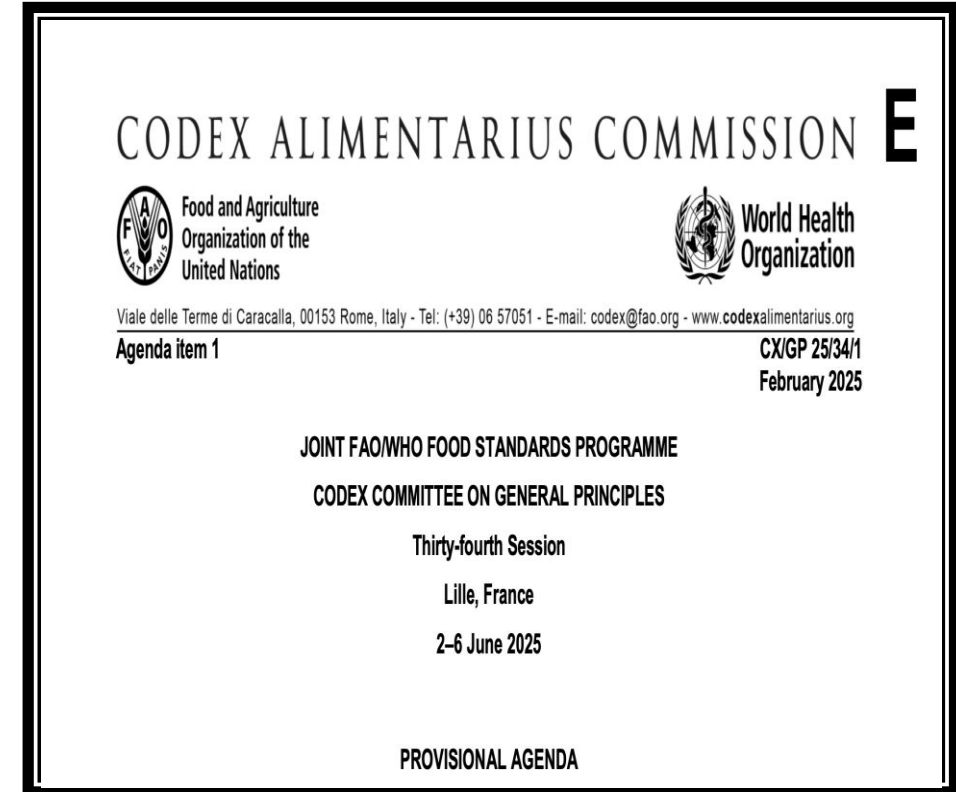 CODEX ALIMENTARIUS COMMISSION E
Food and Agriculture
Organization of the
United Nations
World Health
Organization
Viale delle Terme di Caracalla, 00153 Rome, Italy - Tel: (+39) 06 57051 - E-mail: codex@fao.org - www.codexalimentarius.org
Agenda item 1 CX/GP 25/34/1
February 2025
JOINT FAO/WHO FOOD STANDARDS PROGRAMME
CODEX COMMITTEE ON GENERAL PRINCIPLES
Thirty-fourth Session
Lille, France
2–6 June 2025
PROVISIONAL AGENDA
F A O
FIAT PANIS